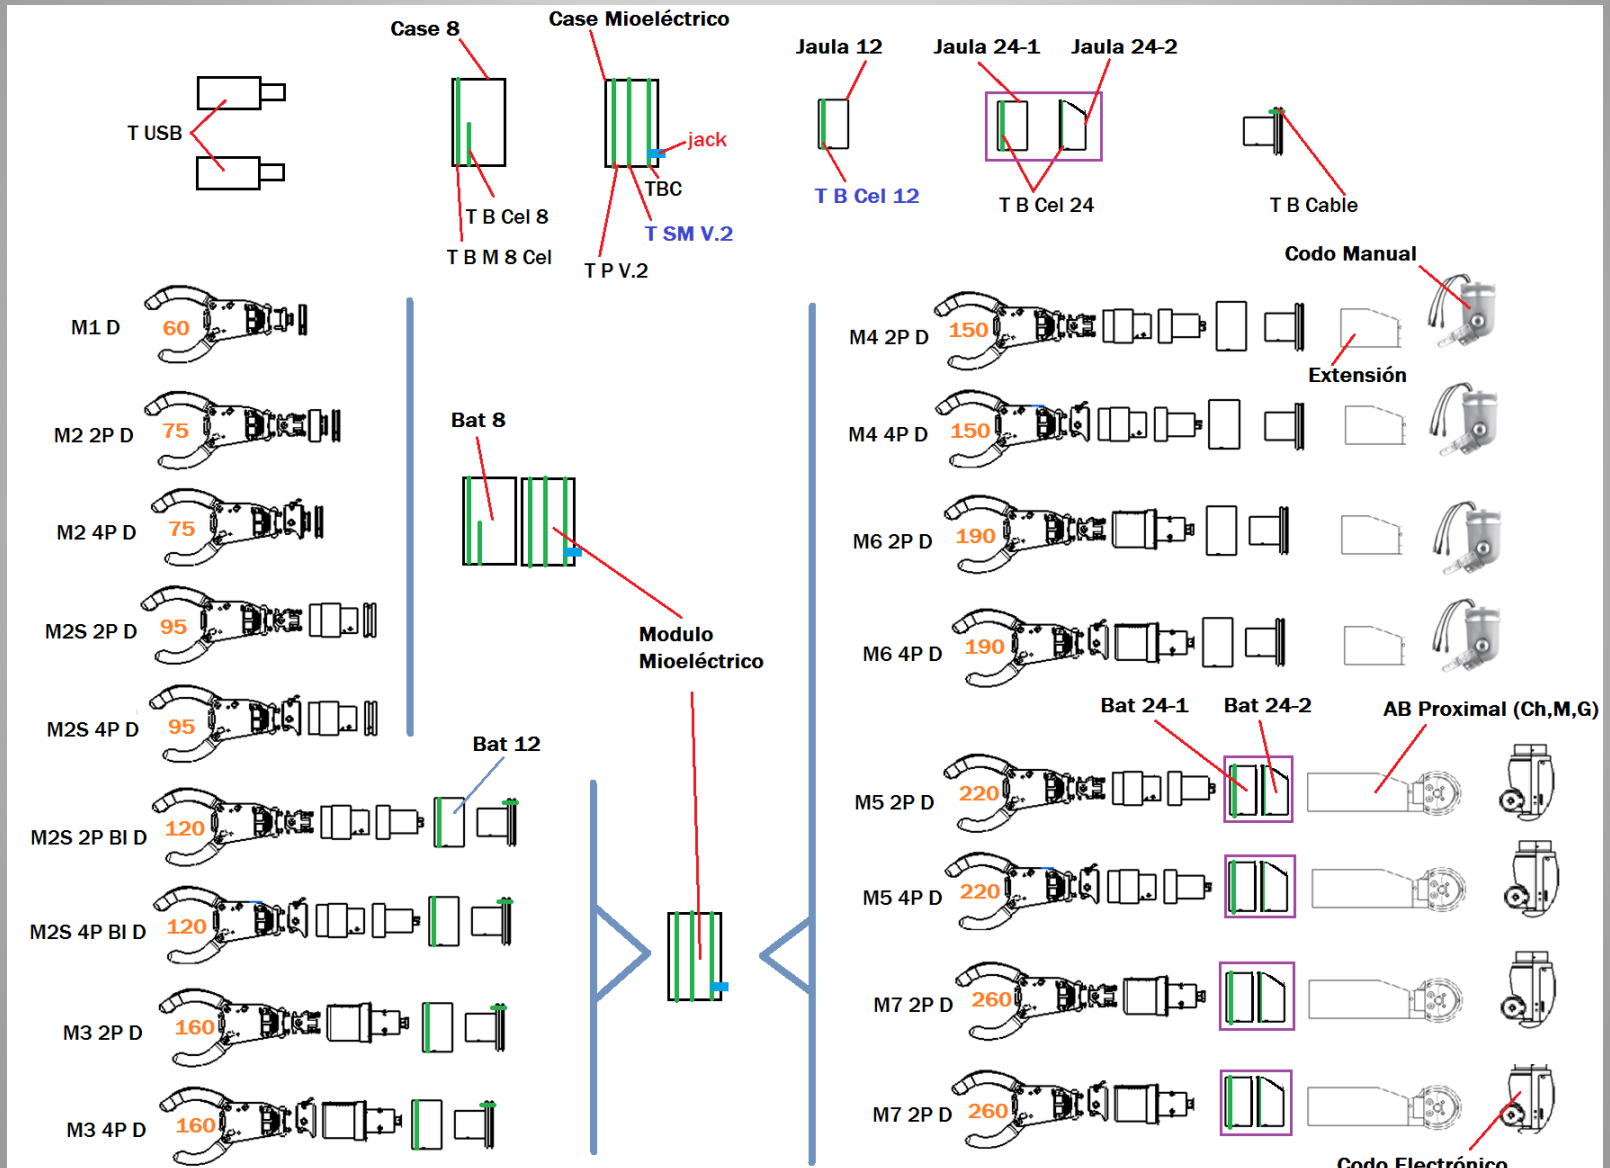 Case 8
Case Mioeléctrico
Jaula 12
Jaula 24-1
Jaula 24-2
T USB
jack
TBC
T B Cel 8
T SM V.2
T B M 8 Cel
T P V.2
T B Cel 12
T B Cel 24
T B Cable
Codo Manual
M1 D
60
M2 2P D
75
M2 4P D
75
M2S 2P D
95
M2S 4P D
95
Bat 8
Modulo
Mioeléctrico
Bat 12
M2S 2P BI D
120
M2S 4P BI D
120
M3 2P D
160
M3 4P D
160
M4 2P D
150
Extensión
M4 4P D
150
M6 2P D
190
M6 4P D
190
Bat 24-1
Bat 24-2
AB Proximal (Ch,M,G)
M5 2P D
220
M5 4P D
220
M7 2P D
260
M7 2P D
260
Codo Electrónico